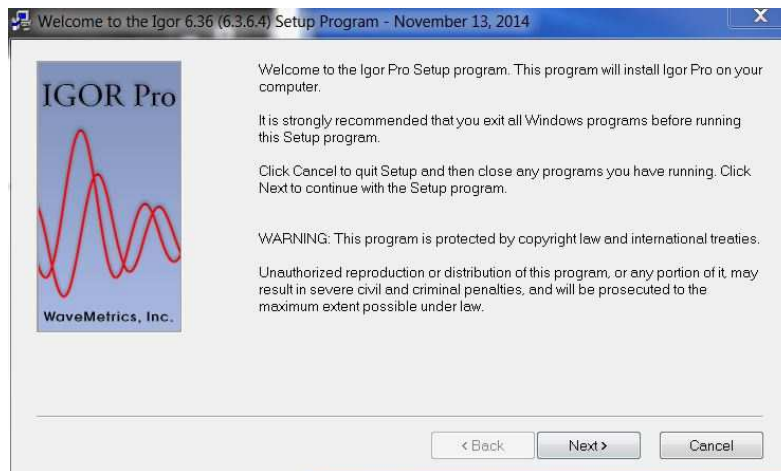 Welcome to the Igor 6.36 (6.3.6.4) Setup Program - November 13, 2014
X
IGOR Pro
WaveMetrics, Inc.
Welcome to the Igor Pro Setup program. This program will install Igor Pro on your
computer.
It is strongly recommended that you exit all Windows programs before running
this Setup program.
Click Cancel to quit Setup and then close any programs you have running. Click
Next to continue with the Setup program.
WARNING: This program is protected by copyright law and international treaties.
Unauthorized reproduction or distribution of this program, or any portion of it, may
result in severe civil and criminal penalties, and will be prosecuted to the
maximum extent possible under law.
< Back
Next >
Cancel